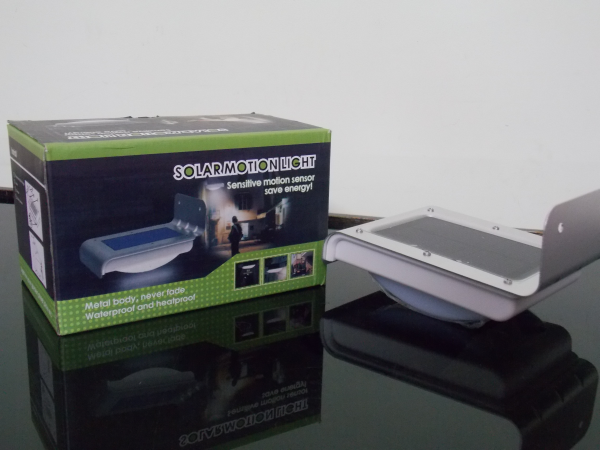 SOLAR MOTION LIGHT
Sensitive motion sensor
save energy!
Metal body, never fade.
Waterproof and heatproof.